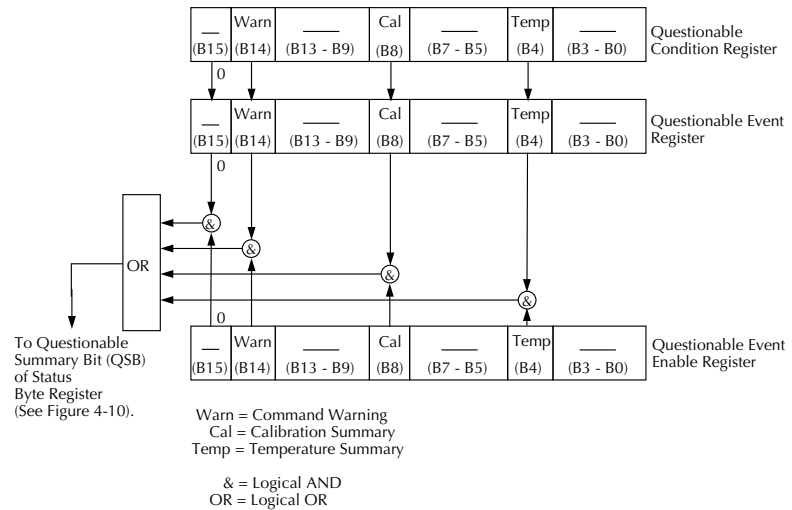 Warn Cal Temp
(B15) (B14) (B13 - B9) (B8) (B7 - B5) (B4) (B3 - B0)
Questionable
Condition Register
0
Warn Cal Temp
(B15) (B14) (B13 - B9) (B8) (B7 - B5) (B4) (B3 - B0)
Questionable Event
Register
0
&
&
OR
&
&
0
To Questionable
Summary Bit (QSB)
of Status
Byte Register
(See Figure 4-10).
Warn Cal Temp
(B15) (B14) (B13 - B9) (B8) (B7 - B5) (B4) (B3 - B0)
Questionable Event
Enable Register
Warn = Command Warning
Cal = Calibration Summary
Temp = Temperature Summary
& = Logical AND
OR = Logical OR